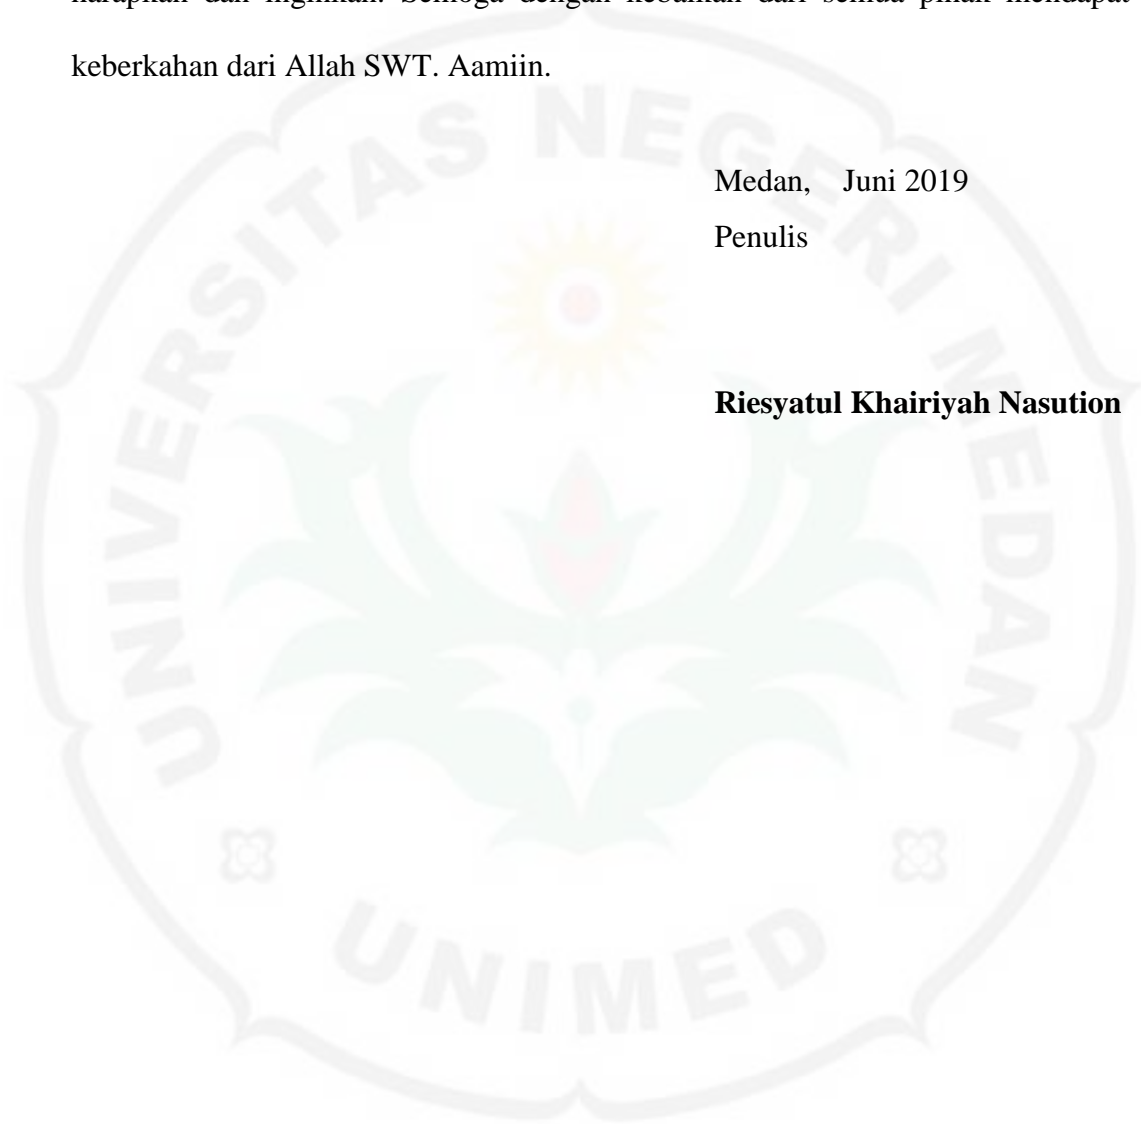 harapkan dan inginkan. Semoga dengan kebaikan dari semua pihak mendapat
keberkahan dari Allah SWT. Aamiin.
Medan, Juni 2019
Penulis
Riesyatul Khairiyah Nasution
UNIVERSITAS NEGERI MEDAN
UNIMED